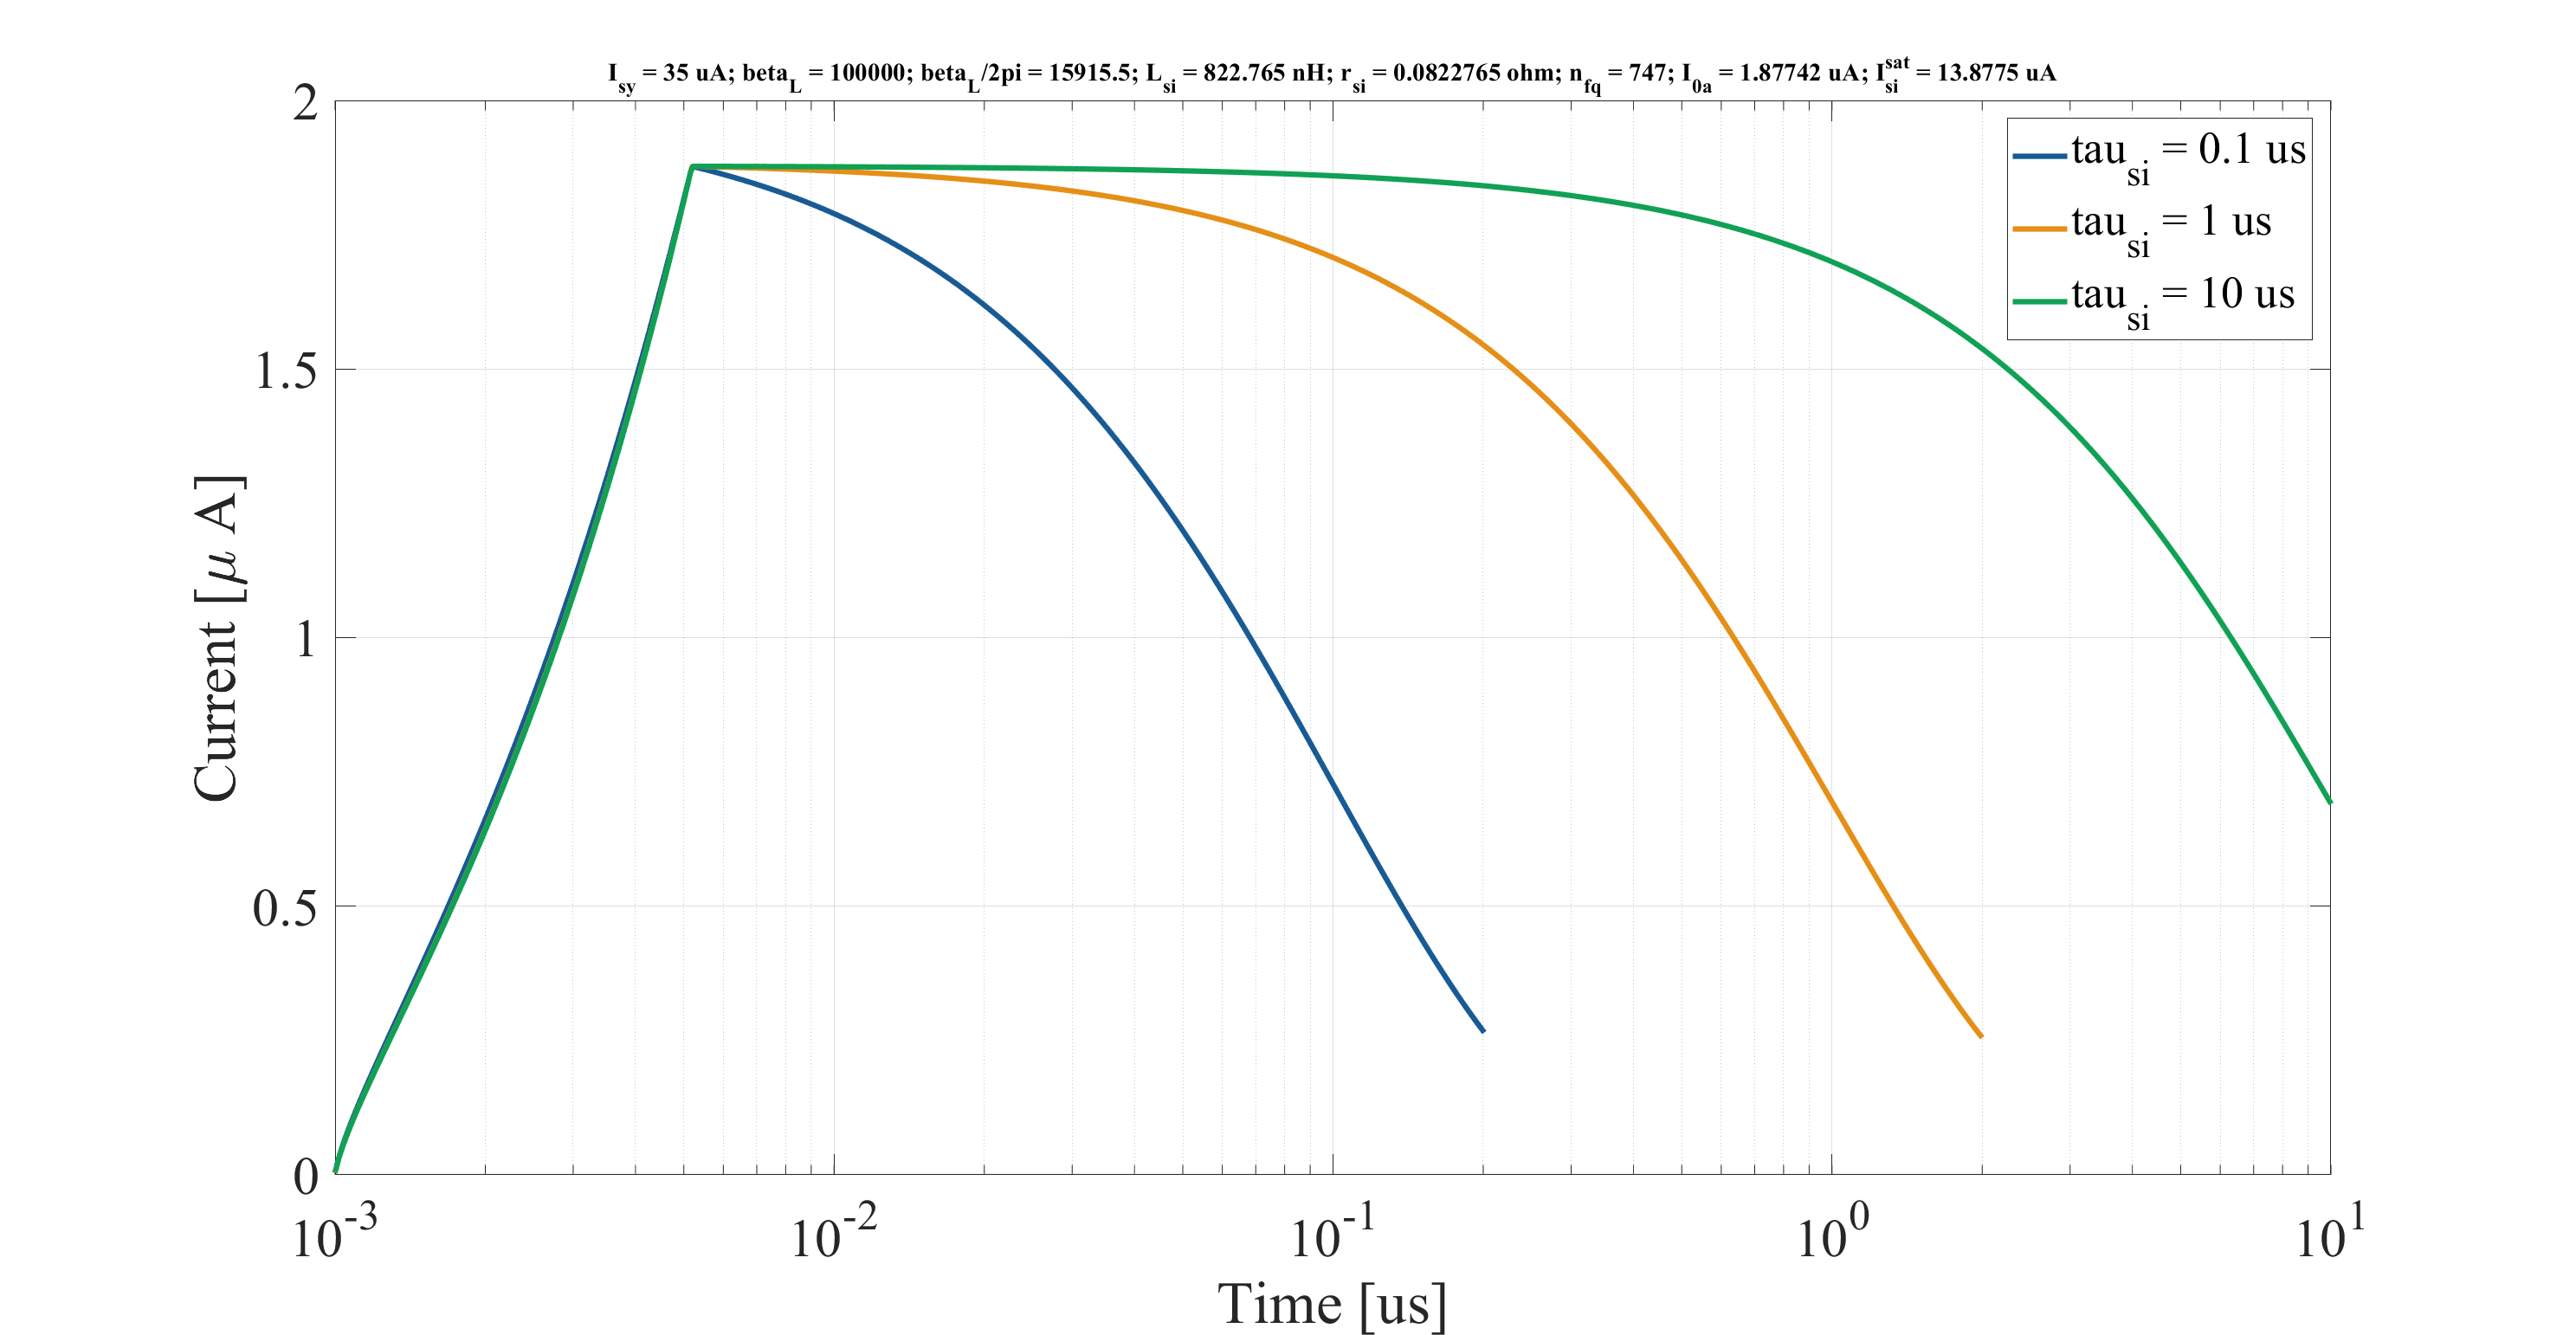 I_sy = 35 uA; beta_L = 100000; beta_L/2pi = 15915.5; L_si = 822.765 nH; r_si = 0.0822765 ohm; n_fq = 747; I_0a = 1.87742 uA; I_si^sat = 13.8775 uA
tau_si = 0.1 us
tau_si = 1 us
tau_si = 10 us
Current [μ A]
2
1.5
1
0.5
0
10^-3
10^-2
10^-1
10^0
10^1
Time [us]